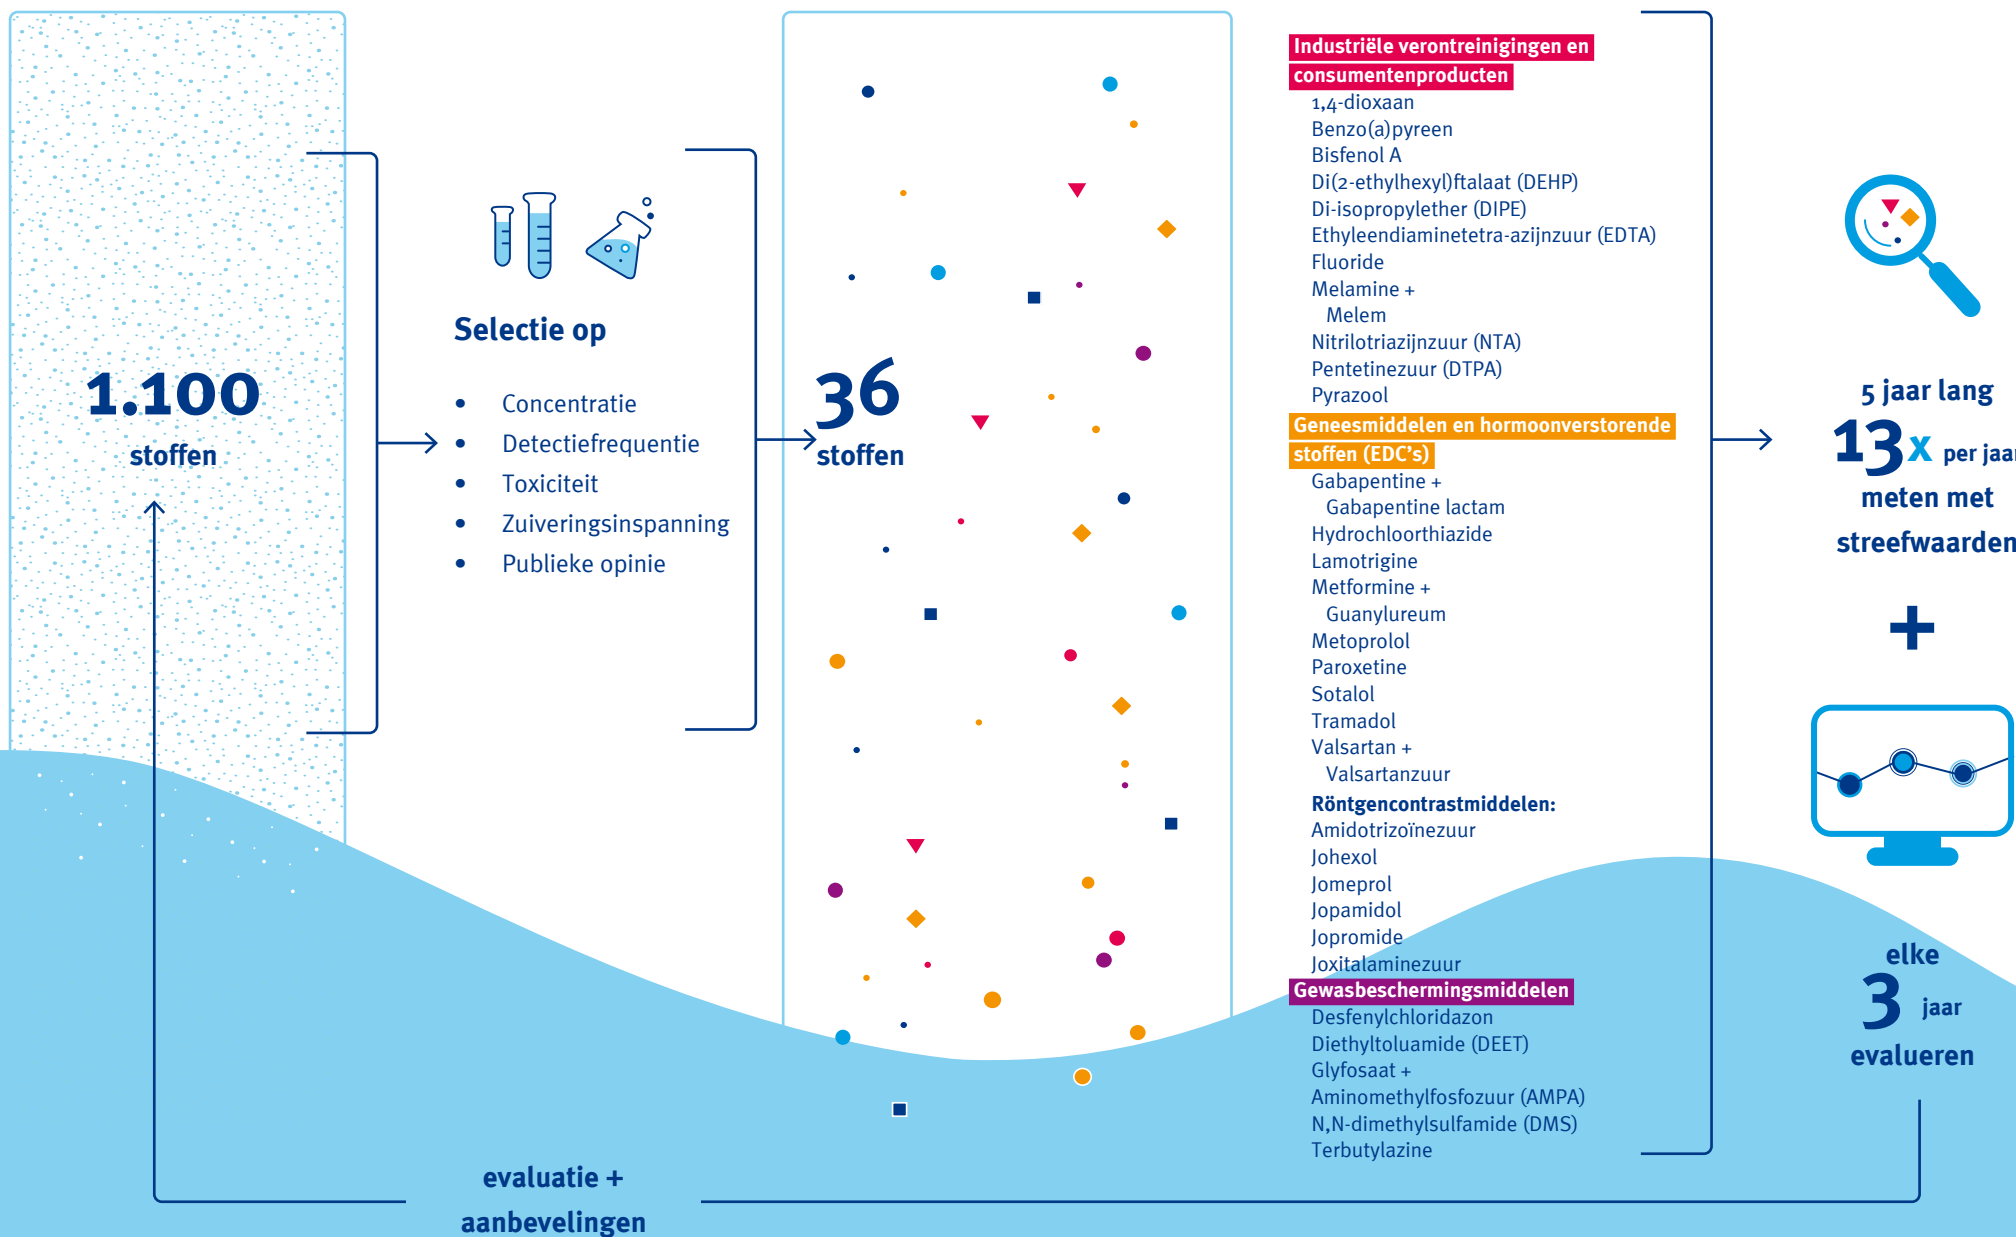 1.100
stoffen
Selectie op
• Concentratie
• Detectiefrequentie
• Toxiciteit
• Zuiveringsinspanning
• Publieke opinie
36
stoffen
Industriële verontreinigingen en
consumentenproducten
1,4-dioxaan
Benzo(a)pyreen
Bisfenol A
Di(2-ethylhexyl)ftalaat (DEHP)
Di-isopropylether (DIPE)
Ethyleendiaminetetra-azijnzuur (EDTA)
Fluoride
Melamine +
Melem
Nitrilotriazijnzuur (NTA)
Pentetinezuur (DTPA)
Pyrazool
Geneesmiddelen en hormoonverstorende
stoffen (EDC's)
Gabapentine +
Gabapentine lactam
Hydrochloorthiazide
Lamotrigine
Metformine +
Guanylureum
Metoprolol
Paroxetine
Sotalol
Tramadol
Valsartan +
Valsartanzuur
Röntgencontrastmiddelen:
Amidotrizoïnezuur
Johexol
Jomeprol
Jopamidol
Jopromide
Joxitalaminezuur
Gewasbeschermingsmiddelen
Desfenylchloridazon
Diethyltoluamide (DEET)
Glyfosaat +
Aminomethylfosfozuur (AMPA)
N,N-dimethylsulfamide (DMS)
Terbutylazine
5 jaar lang
13x per jaar
meten met
streefwaarden
+
elke
3 jaar
evalueren
evaluatie +
aanbevelingen